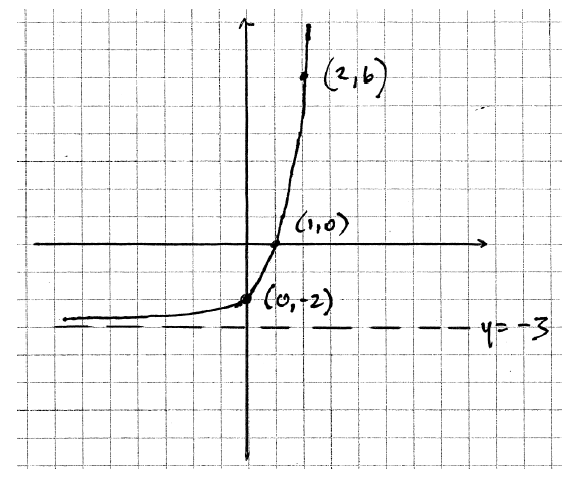 (2,6)
(1,0)
(0,-2)
y = -3